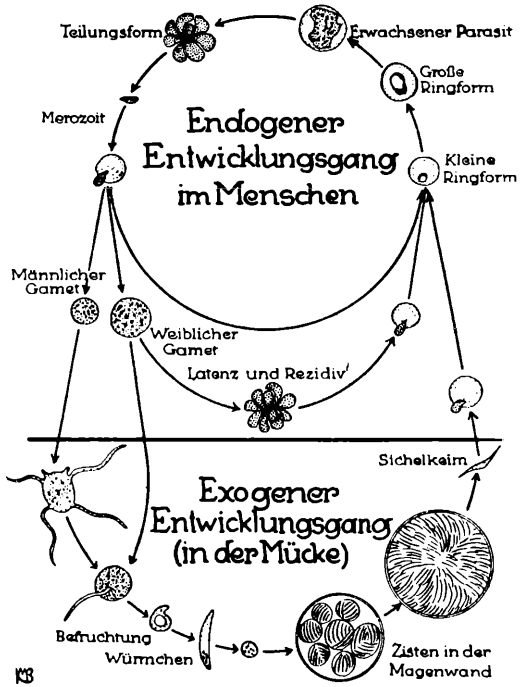 Teilungsform
Erwachsener Parasit
Große
Ringform
Merozoit
Endogener
Entwicklungsgang
im Menschen
Kleine
Ringform
Männlicher
Gamet
Weiblicher
Gamet
Latenz und Rezidiv
Sichelkeim
Exogener
Entwicklungsgang
(in der Mücke)
Befruchtung
Würmchen
Zisten in der
Magenwand